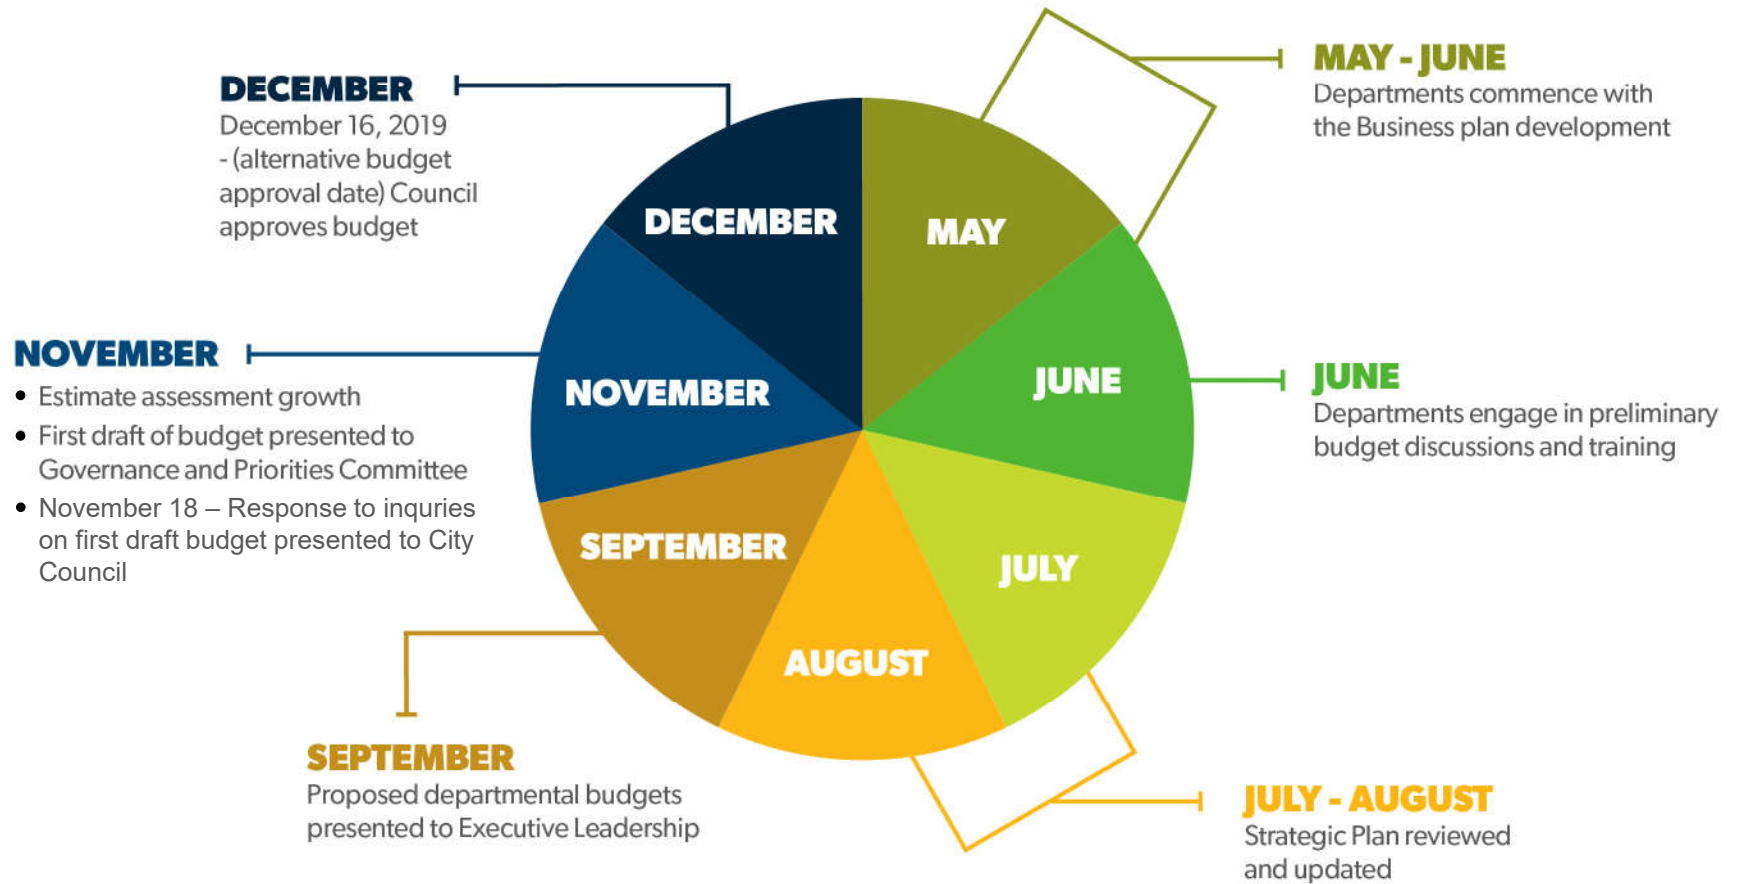 DECEMBER
December 16, 2019
- (alternative budget
approval date) Council
approves budget
MAY - JUNE
Departments commence with
the Business plan development
NOVEMBER
• Estimate assessment growth
• First draft of budget presented to
Governance and Priorities Committee
• November 18 – Response to inquries
on first draft budget presented to City
Council
JUNE
Departments engage in preliminary
budget discussions and training
SEPTEMBER
Proposed departmental budgets
presented to Executive Leadership
JULY - AUGUST
Strategic Plan reviewed
and updated
DECEMBER
MAY
NOVEMBER
JUNE
SEPTEMBER
JULY
AUGUST